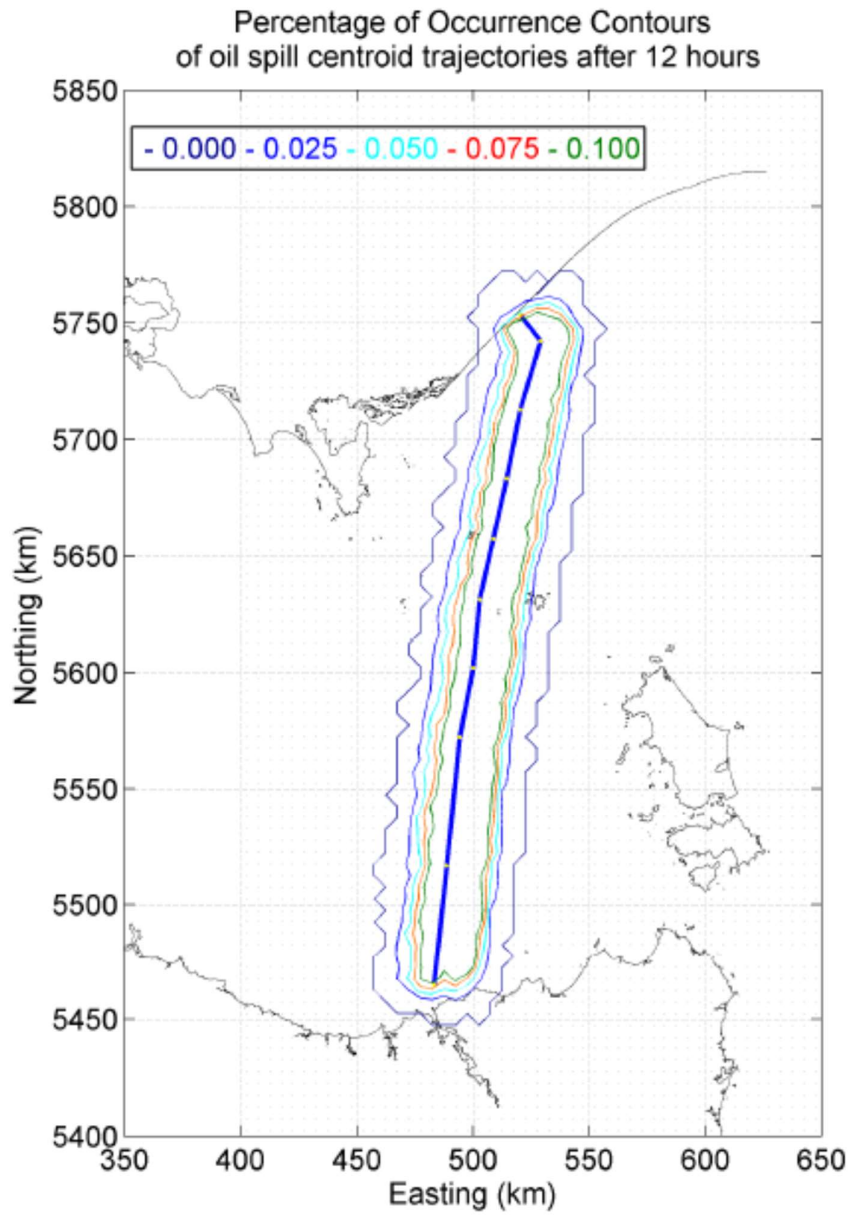 Percentage of Occurrence Contours
of oil spill centroid trajectories after 12 hours
5850
- 0.000 - 0.025 - 0.050 - 0.075 - 0.100
5800
5750
5700
5650
5600
5550
5500
5450
5400
Northing (km)
350 400 450 500 550 600 650
Easting (km)